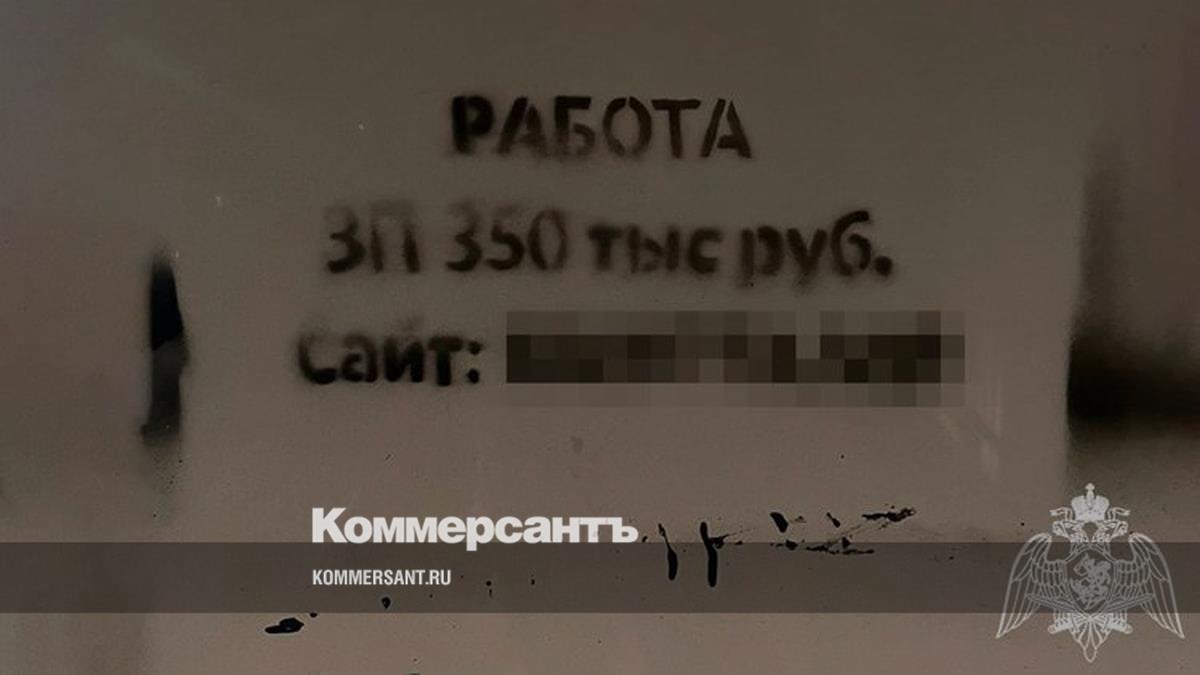 РАБОТА
ЗП 350 тыс руб.
сайт:
Коммерсантъ
KOMMERSANT.RU